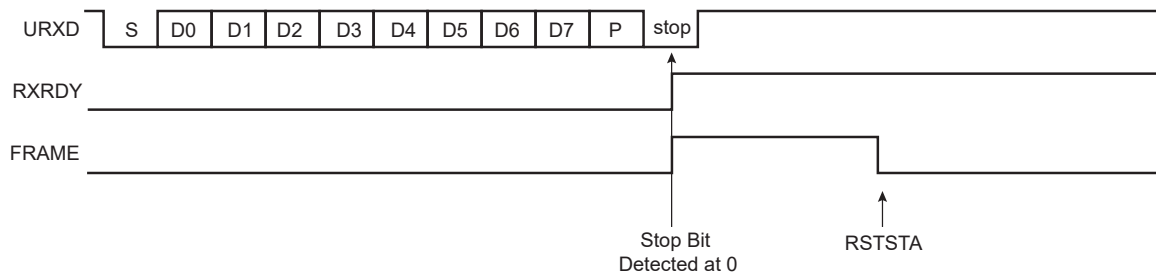 URXD S D0 D1 D2 D3 D4 D5 D6 D7 P stop
RXRDY
FRAME
Stop Bit
Detected at 0
RSTSTA